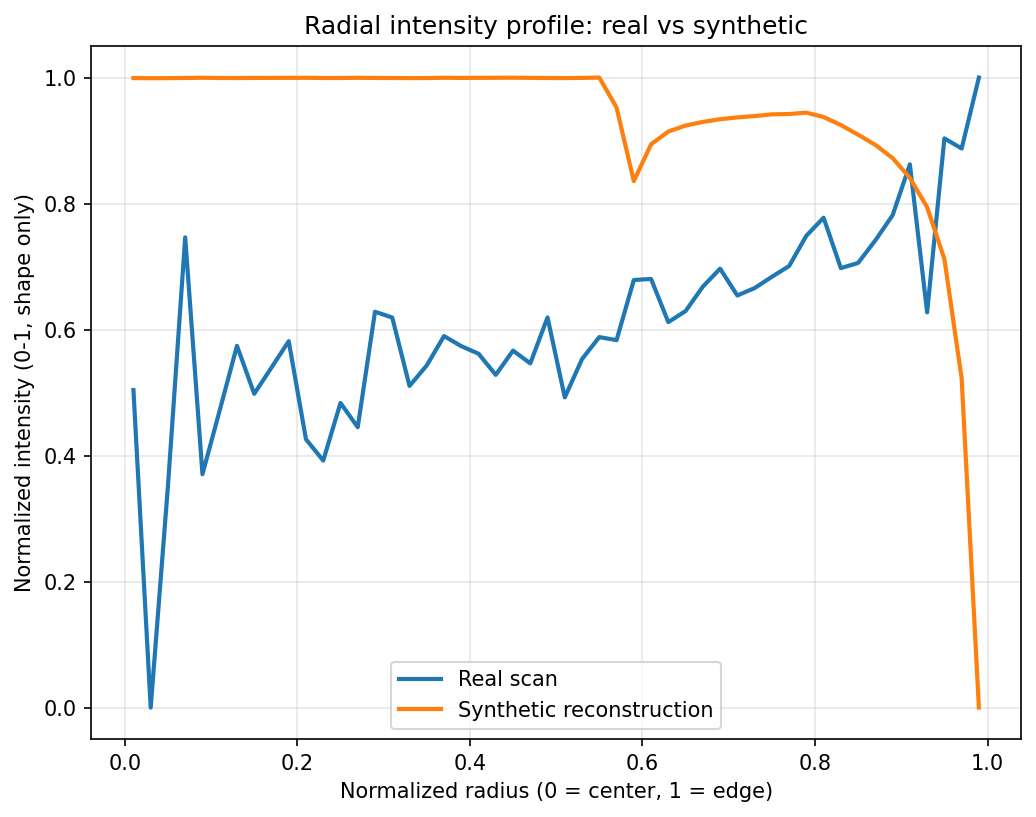 Radial intensity profile: real vs synthetic
Normalized intensity (0-1, shape only)
1.0
0.8
0.6
0.4
0.2
0.0
Real scan
Synthetic reconstruction
0.0 0.2 0.4 0.6 0.8 1.0
Normalized radius (0 = center, 1 = edge)